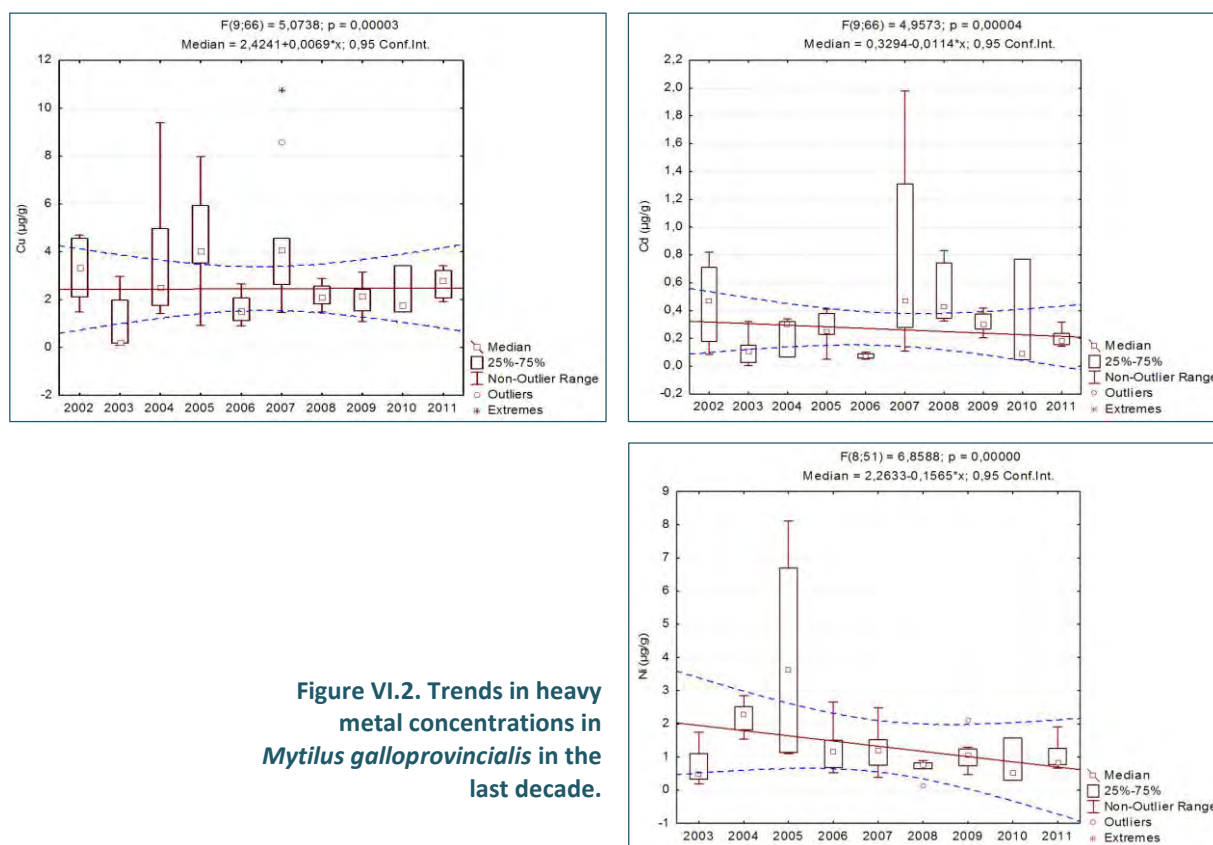 F(9;66) = 5,0738; p = 0,00003
Median = 2,4241+0,0069*x; 0,95 Conf.Int.
12
10
8
6
4
2
0
-2
Cu (µg/g)
2002 2003 2004 2005 2006 2007 2008 2009 2010 2011
Median
25%-75%
Non-Outlier Range
Outliers
Extremes
F(9;66) = 4,9573; p = 0,00004
Median = 0,3294-0,0114*x; 0,95 Conf.Int.
2,2
2,0
1,8
1,6
1,4
1,2
1,0
0,8
0,6
0,4
0,2
0,0
-0,2
Cd (µg/g)
2002 2003 2004 2005 2006 2007 2008 2009 2010 2011
Median
25%-75%
Non-Outlier Range
Outliers
Extremes
F(8;51) = 6,8588; p = 0,00000
Median = 2,2633-0,1565*x; 0,95 Conf.Int.
9
8
7
6
5
4
3
2
1
0
-1
Ni (µg/g)
2003 2004 2005 2006 2007 2008 2009 2010 2011
Median
25%-75%
Non-Outlier Range
Outliers
Extremes
Figure VI.2. Trends in heavy
metal concentrations in
Mytilus galloprovincialis in the
last decade.